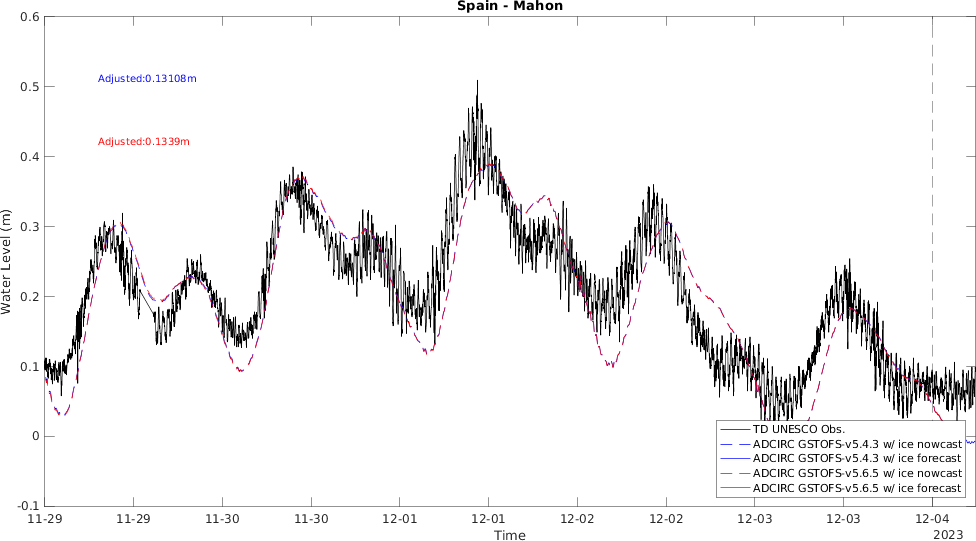 Spain - Mahon
0.6
0.5
0.4
0.3
0.2
0.1
0
-0.1
Water Level (m)
Adjusted:0.13108m
Adjusted:0.1339m
TD UNESCO Obs.
ADCIRC GSTOFS-v5.4.3 w/ ice nowcast
ADCIRC GSTOFS-v5.4.3 w/ ice forecast
ADCIRC GSTOFS-v5.6.5 w/ ice nowcast
ADCIRC GSTOFS-v5.6.5 w/ ice forecast
11-29 11-29 11-30 11-30 12-01 12-01 12-02 12-02 12-03 12-03 12-04
Time
2023